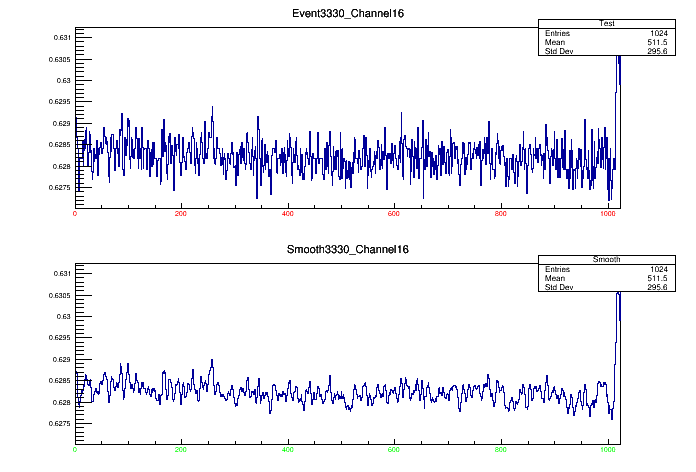 Event3330_Channel16
Test
Entries 1024
Mean 511.5
Std Dev 295.6
0.631
0.6305
0.63
0.6295
0.629
0.6285
0.628
0.6275
0 200 400 600 800 1000
Smooth3330_Channel16
Smooth
Entries 1024
Mean 511.5
Std Dev 295.6
0.631
0.6305
0.63
0.6295
0.629
0.6285
0.628
0.6275
0 200 400 600 800 1000